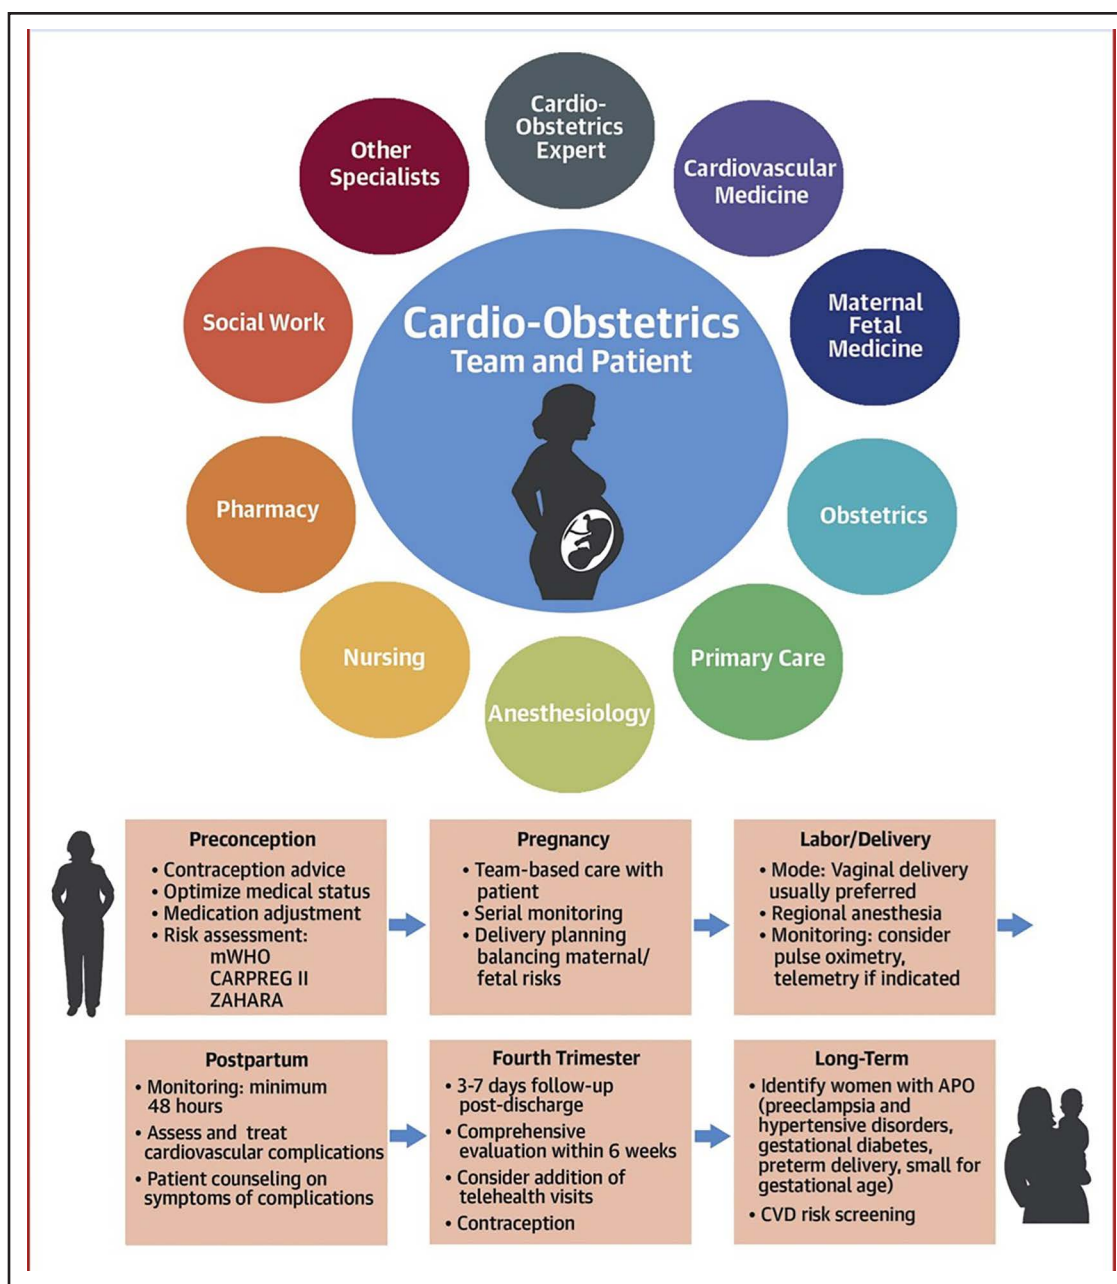 Cardio-
Obstetrics
Expert
Cardiovascular
Medicine
Maternal
Fetal
Medicine
Obstetrics
Primary Care
Anesthesiology
Nursing
Pharmacy
Social Work
Other
Specialists
Cardio-Obstetrics
Team and Patient
Preconception
• Contraception advice
• Optimize medical status
• Medication adjustment
• Risk assessment:
mWHO
CARPREG II
ZAHARA
Pregnancy
• Team-based care with
patient
• Serial monitoring
• Delivery planning
balancing maternal/
fetal risks
Labor/Delivery
• Mode: Vaginal delivery
usually preferred
• Regional anesthesia
• Monitoring: consider
pulse oximetry,
telemetry if indicated
Postpartum
• Monitoring: minimum
48 hours
• Assess and treat
cardiovascular complications
• Patient counseling on
symptoms of complications
Fourth Trimester
• 3-7 days follow-up
post-discharge
• Comprehensive
evaluation within 6 weeks
• Consider addition of
telehealth visits
• Contraception
Long-Term
• Identify women with APO
(preeclampsia and
hypertensive disorders,
gestational diabetes,
preterm delivery, small for
gestational age)
• CVD risk screening